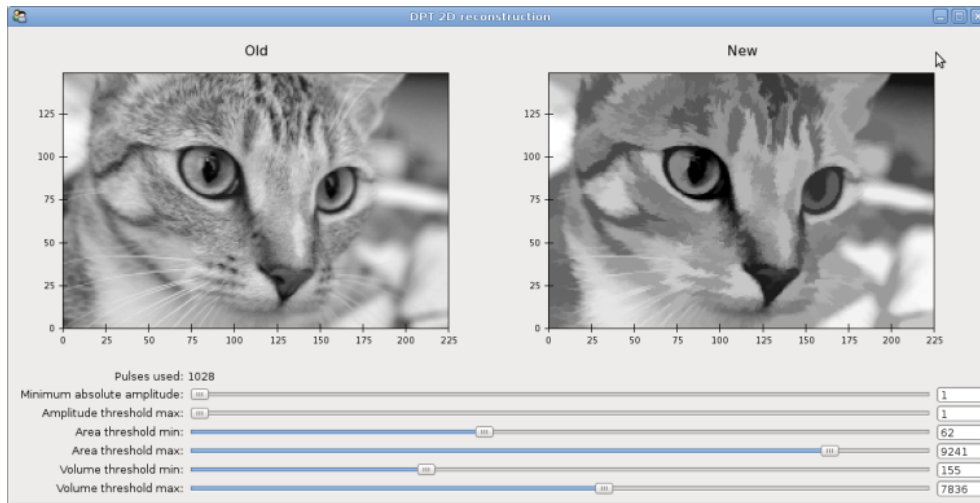 DPT 2D reconstruction
Old
New
125
100
75
50
25
0
0 25 50 75 100 125 150 175 200 225
125
100
75
50
25
0
0 25 50 75 100 125 150 175 200 225
Pulses used: 1028
Minimum absolute amplitude: 1
Amplitude threshold max: 1
Area threshold min: 62
Area threshold max: 9241
Volume threshold min: 155
Volume threshold max: 7836